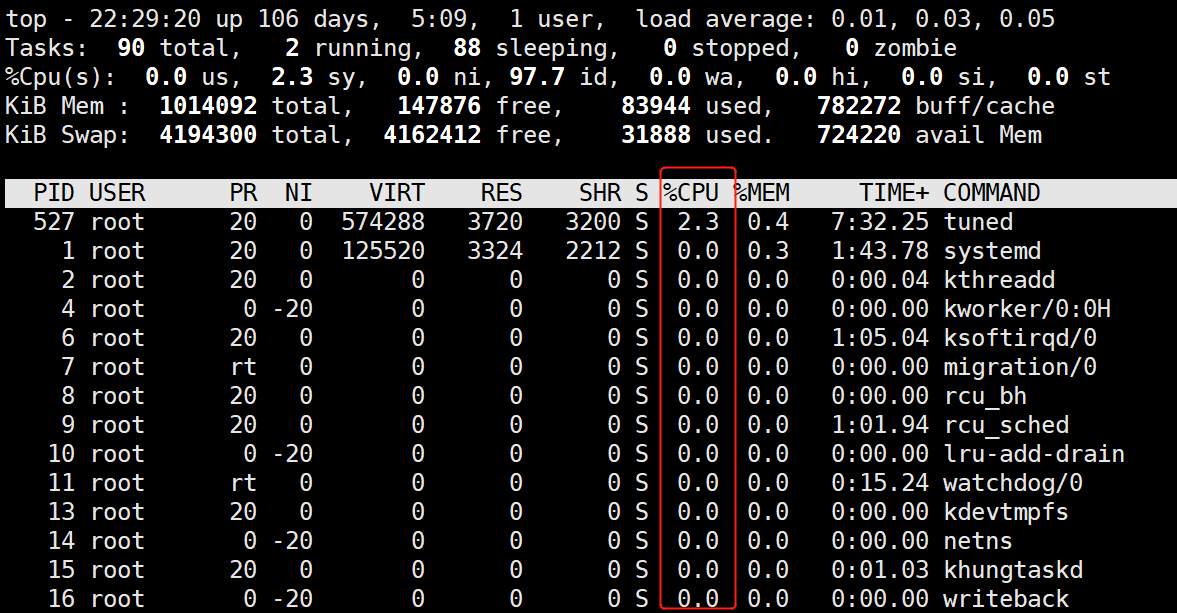 top - 22:29:20 up 106 days,  5:09,  1 user,  load average: 0.01, 0.03, 0.05
Tasks:  90 total,   2 running,  88 sleeping,   0 stopped,   0 zombie
%Cpu(s):  0.0 us,  2.3 sy,  0.0 ni, 97.7 id,  0.0 wa,  0.0 hi,  0.0 si,  0.0 st
KiB Mem :  1014092 total,   147876 free,    83944 used,   782272 buff/cache
KiB Swap:  4194300 total,  4162412 free,    31888 used.   724220 avail Mem
PID USER      PR  NI    VIRT    RES    SHR S %CPU %MEM     TIME+ COMMAND
527 root      20   0  574288   3720   3200 S  2.3  0.4   7:32.25 tuned
1 root      20   0  125520   3324   2212 S  0.0  0.3   1:43.78 systemd
2 root      20   0       0      0      0 S  0.0  0.0   0:00.04 kthreadd
4 root       0 -20       0      0      0 S  0.0  0.0   0:00.00 kworker/0:0H
6 root      20   0       0      0      0 S  0.0  0.0   1:05.04 ksoftirqd/0
7 root      rt   0       0      0      0 S  0.0  0.0   0:00.00 migration/0
8 root      20   0       0      0      0 S  0.0  0.0   0:00.00 rcu_bh
9 root      20   0       0      0      0 S  0.0  0.0   1:01.94 rcu_sched
10 root       0 -20       0      0      0 S  0.0  0.0   0:00.00 lru-add-drain
11 root      rt   0       0      0      0 S  0.0  0.0   0:15.24 watchdog/0
13 root      20   0       0      0      0 S  0.0  0.0   0:00.00 kdevtmpfs
14 root       0 -20       0      0      0 S  0.0  0.0   0:00.00 netns
15 root      20   0       0      0      0 S  0.0  0.0   0:01.03 khungtaskd
16 root       0 -20       0      0      0 S  0.0  0.0   0:00.00 writeback